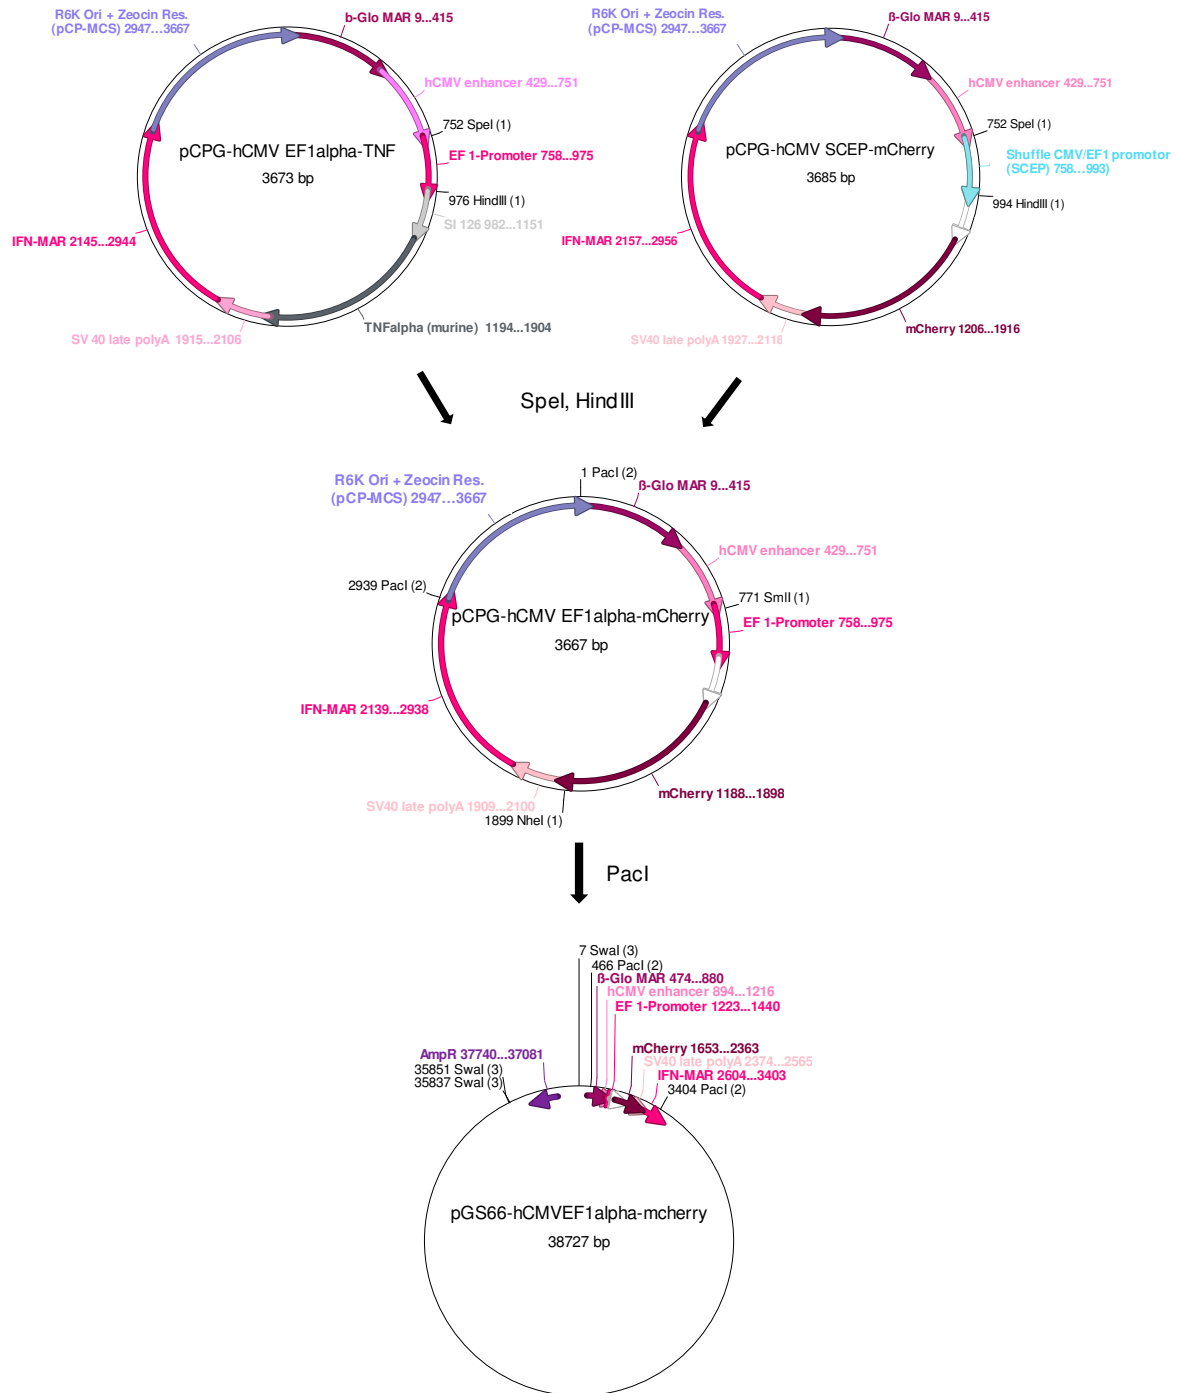 R6K Ori + Zeocin Res.
(pCP-MCS) 2947...3667
b-Glo MAR 9...415
hCMV enhancer 429...751
752 SpeI (1)
EF 1-Promoter 758...975
976 HindIII (1)
SI 126 982...1151
pCPG-hCMV EF1alpha-TNF
3673 bp
IFN-MAR 2145...2944
SV 40 late polyA 1915...2106
TNFalpha (murine) 1194...1904
R6K Ori + Zeocin Res.
(pCP-MCS) 2947...3667
ß-Glo MAR 9...415
hCMV enhancer 429...751
752 SpeI (1)
Shuffle CMV/EF1 promotor
(SCEP) 758...993)
994 HindIII (1)
pCPG-hCMV SCEP-mCherry
3685 bp
IFN-MAR 2157...2956
SV40 late polyA 1927...2118
mCherry 1206...1916
SpeI, HindIII
1 PacI (2)
R6K Ori + Zeocin Res.
(pCP-MCS) 2947...3667
ß-Glo MAR 9...415
hCMV enhancer 429...751
2939 PacI (2)
771 SmlI (1)
pCPG-hCMV EF1alpha-mCherry
3667 bp
EF 1-Promoter 758...975
IFN-MAR 2139...2938
mCherry 1188...1898
SV40 late polyA 1909...2100
1899 NheI (1)
PacI
7 SwaI (3)
466 PacI (2)
ß-Glo MAR 474...880
hCMV enhancer 894...1216
EF 1-Promoter 1223...1440
mCherry 1653...2363
SV40 late polyA 2374...2565
IFN-MAR 2604...3403
3404 PacI (2)
AmpR 37740...37081
35851 SwaI (3)
35837 SwaI (3)
pGS66-hCMVEF1alpha-mcherry
38727 bp